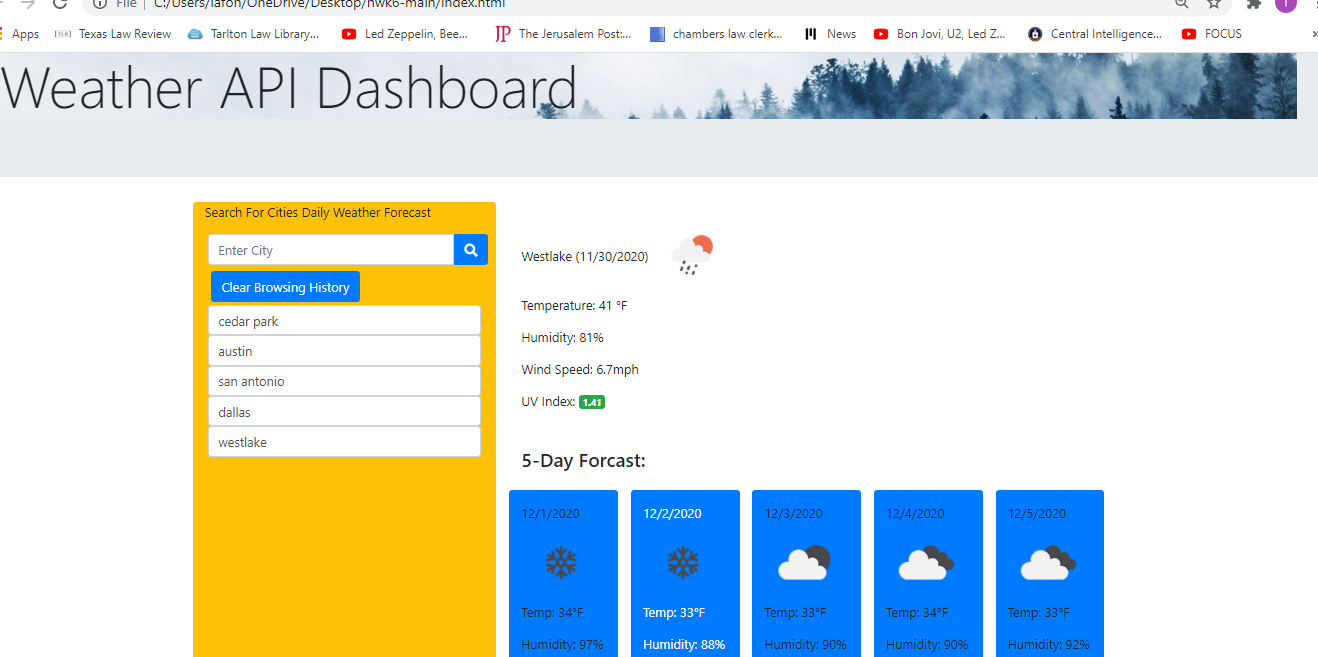 File | C:/Users/lafon/OneDrive/Desktop/hwk6-main/index.html
Apps Texas Law Review Tarlton Law Library... Led Zeppelin, Bee... JP The Jerusalem Post:... chambers law clerk... News Bon Jovi, U2, Led Z... Central Intelligence... FOCUS »
Weather API Dashboard
Search For Cities Daily Weather Forecast
Enter City
Clear Browsing History
cedar park
austin
san antonio
dallas
westlake
Westlake (11/30/2020)
Temperature: 41 °F
Humidity: 81%
Wind Speed: 6.7mph
UV Index: 1.41
5-Day Forcast:
12/1/2020 12/2/2020 12/3/2020 12/4/2020 12/5/2020
Temp: 34°F Temp: 33°F Temp: 33°F Temp: 34°F Temp: 33°F
Humidity: 97% Humidity: 88% Humidity: 90% Humidity: 90% Humidity: 92%